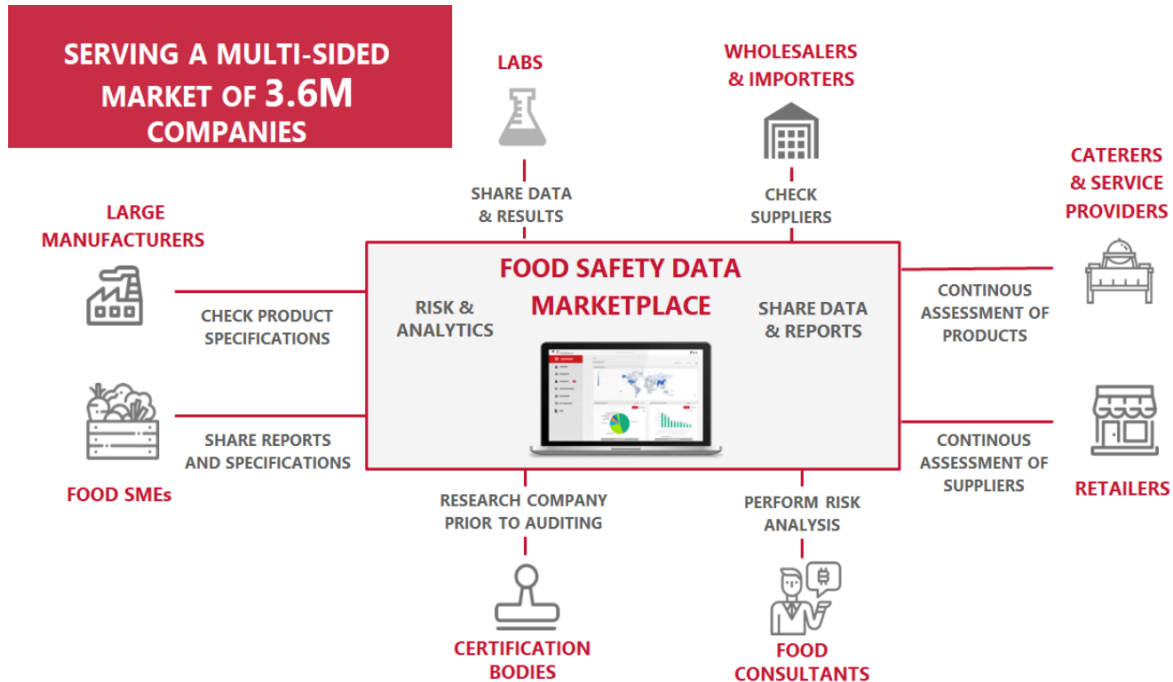 SERVING A MULTI-SIDED
MARKET OF 3.6M
COMPANIES
LABS
SHARE DATA
& RESULTS
WHOLESALERS
& IMPORTERS
CHECK
SUPPLIERS
CATERERS
& SERVICE
PROVIDERS
CONTINOUS
ASSESSMENT OF
PRODUCTS
LARGE
MANUFACTURERS
CHECK PRODUCT
SPECIFICATIONS
FOOD SAFETY DATA
MARKETPLACE
RISK &
ANALYTICS
SHARE DATA
& REPORTS
SHARE REPORTS
AND SPECIFICATIONS
FOOD SMEs
CONTINOUS
ASSESSMENT OF
SUPPLIERS
RETAILERS
RESEARCH COMPANY
PRIOR TO AUDITING
CERTIFICATION
BODIES
PERFORM RISK
ANALYSIS
FOOD
CONSULTANTS